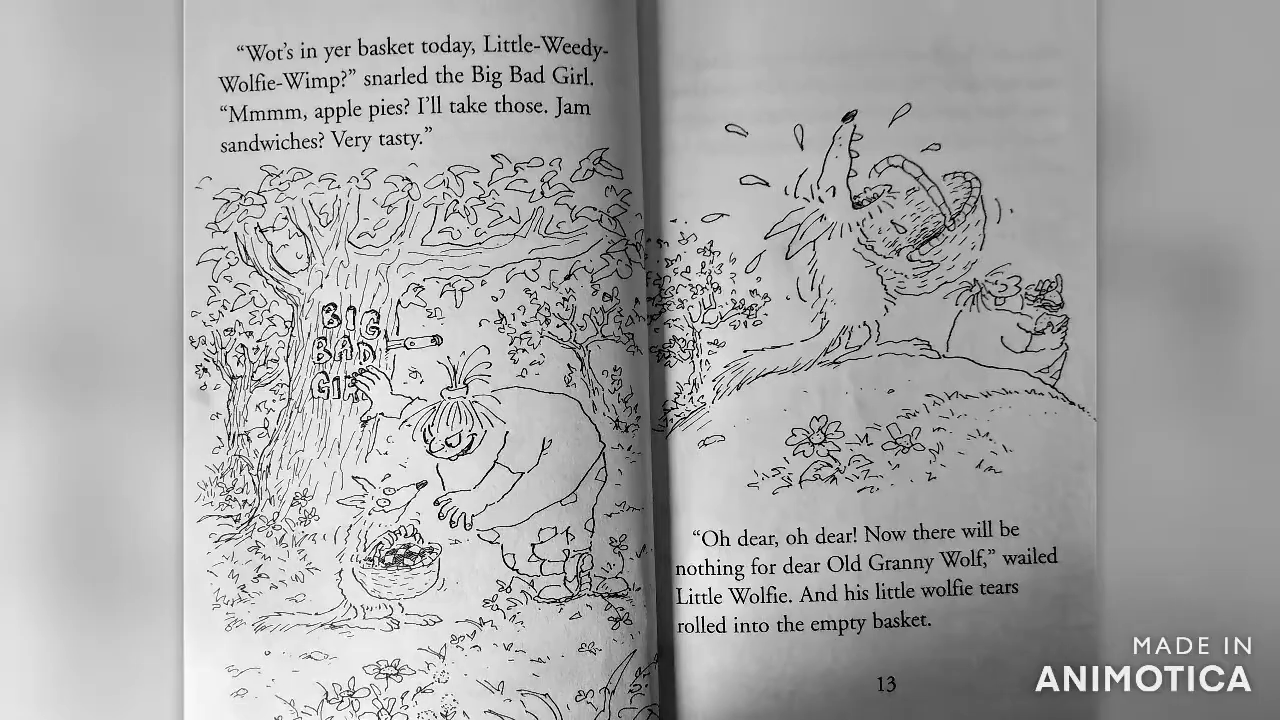 “Wot’s in yer basket today, Little-Weedy-
Wolfie-Wimp?” snarled the Big Bad Girl.
“Mmmm, apple pies? I’ll take those. Jam
sandwiches? Very tasty.”
BIG
BAD
GIR
“Oh dear, oh dear! Now there will be
nothing for dear Old Granny Wolf,” wailed
Little Wolfie. And his little wolfie tears
rolled into the empty basket.
13
MADE IN
ANIMOTICA